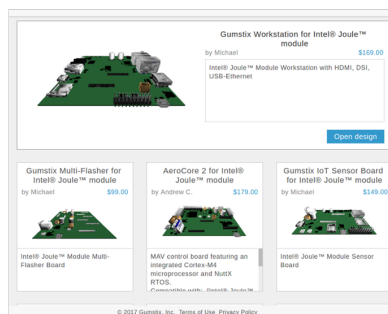 Gumstix Workstation for Intel® Joule™
module
by Michael $169.00
Intel® Joule™ Module Workstation with HDMI, DSI,
USB-Ethernet
Open design
Gumstix Multi-Flasher for
Intel® Joule™ module
by Michael $99.00
Intel® Joule™ Module Multi-
Flasher Board
AeroCore 2 for Intel®
Joule™ module
by Andrew C. $179.00
MAV control board featuring an
integrated Cortex-M4
microprocessor and NuttX
RTOS.
Compatible with: Intel® Joule™
Gumstix IoT Sensor Board
for Intel® Joule™ module
by Michael $149.00
Intel® Joule™ Module Sensor
Board
© 2017 Gumstix, Inc. Terms of Use Privacy Policy